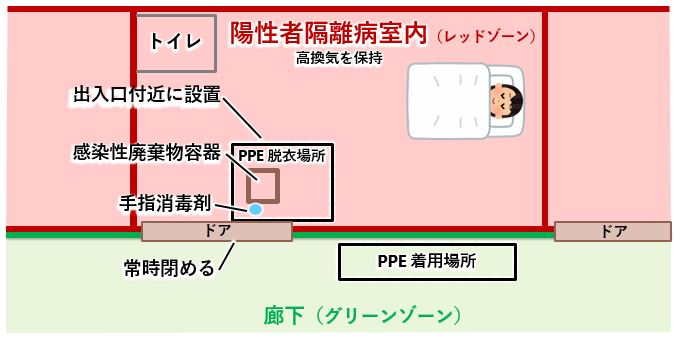 トイレ
陽性者隔離病室内（レッドゾーン）
高換気を保持
出入口付近に設置
PPE 脱衣場所
感染性廃棄物容器
手指消毒剤
ドア
ドア
常時閉める
PPE 着用場所
廊下（グリーンゾーン）